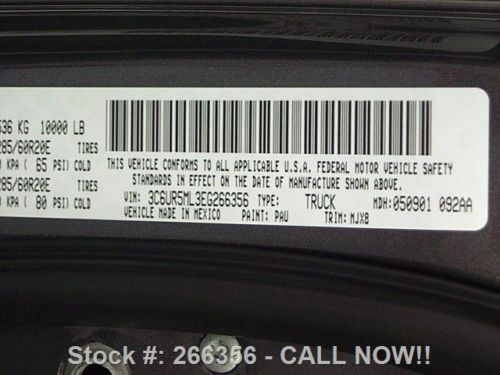 536 KG 10000 LB
285/60R20E TIRES
0 KPA ( 65 PSI) COLD
285/60R20E TIRES
KPA ( 80 PSI) COLD
THIS VEHICLE CONFORMS TO ALL APPLICABLE U.S.A. FEDERAL MOTOR VEHICLE SAFETY
STANDARDS IN EFFECT ON THE DATE OF MANUFACTURE SHOWN ABOVE.
VIN: 3C6UR5ML3EG266356 TYPE: TRUCK MDH: 050901 092AA
VEHICLE MADE IN MEXICO PAINT: PAU TRIM: MJX8
Stock #: 266356 - CALL NOW!!